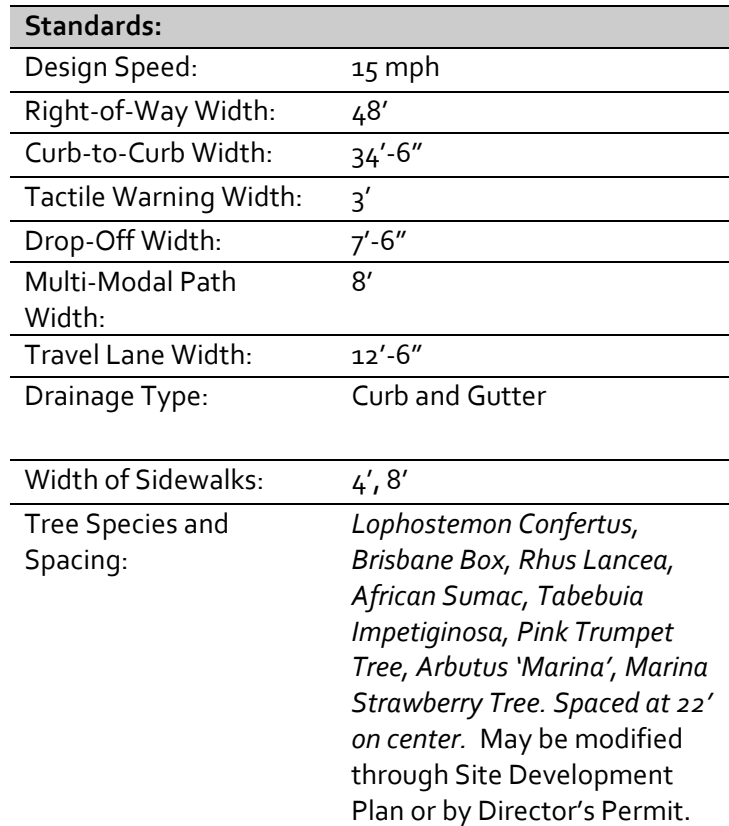 Standards:
Design Speed: 15 mph
Right-of-Way Width: 48’
Curb-to-Curb Width: 34’-6”
Tactile Warning Width: 3’
Drop-Off Width: 7’-6”
Multi-Modal Path 8’
Width:
Travel Lane Width: 12’-6”
Drainage Type: Curb and Gutter
Width of Sidewalks: 4’, 8’
Tree Species and Lophostemon Confertus,
Spacing: Brisbane Box, Rhus Lancea,
African Sumac, Tabebuia
Impetiginosa, Pink Trumpet
Tree, Arbutus ‘Marina’, Marina
Strawberry Tree. Spaced at 22’
on center. May be modified
through Site Development
Plan or by Director’s Permit.